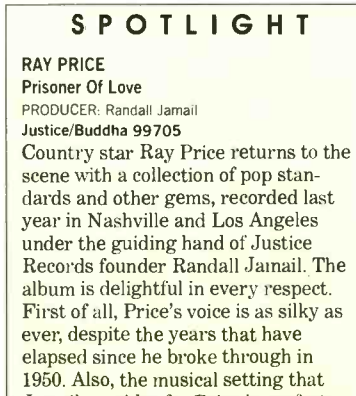 SPOTLIGHT
RAY PRICE
Prisoner Of Love
PRODUCER: Randall Jamail
Justice/Buddha 99705
Country star Ray Price returns to the
scene with a collection of pop stan-
dards and other gems, recorded last
year in Nashville and Los Angeles
under the guiding hand of Justice
Records founder Randall Jamail. The
album is delightful in every respect.
First of all, Price's voice is as silky as
ever, despite the years that have
elapsed since he broke through in
1950. Also, the musical setting that